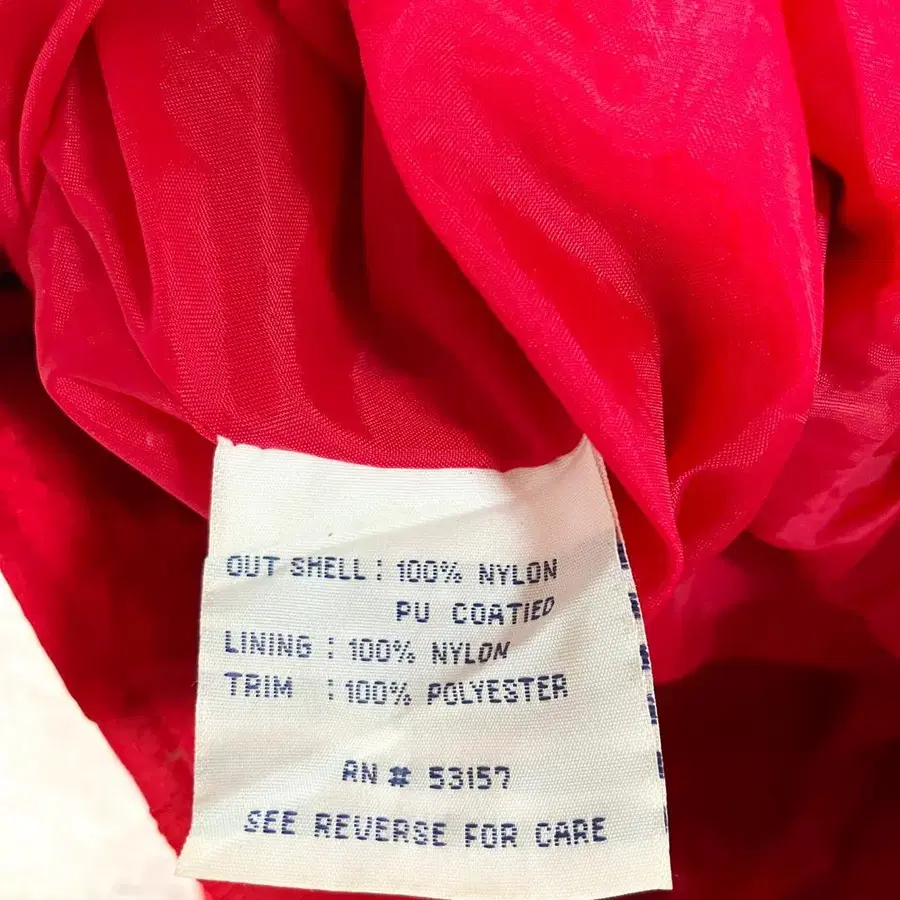 OUT SHELL : 100% NYLON
PU COATIED
LINING : 100% NYLON
TRIM : 100% POLYESTER
RN # 53157
SEE REVERSE FOR CARE